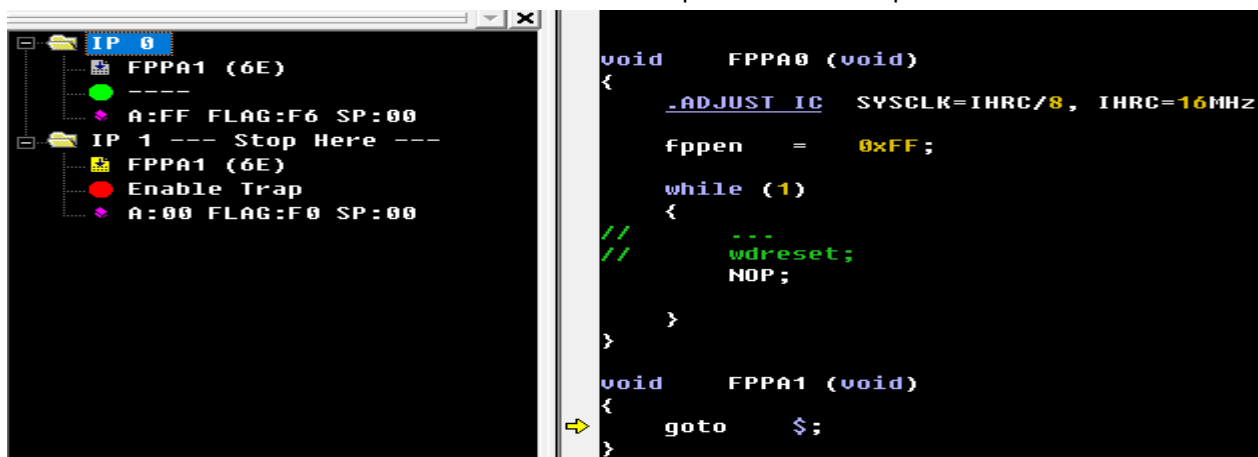 IP 0
FPPA1 (6E)
----
A:FF FLAG:F6 SP:00
IP 1 --- Stop Here ---
FPPA1 (6E)
Enable Trap
A:00 FLAG:F0 SP:00
void FPPA0 (void)
{
.ADJUST_IC SYSCLK=IHRC/8, IHRC=16MHz
fppen = 0xFF;
while (1)
{
// ...
// wdreset;
NOP;
}
}
void FPPA1 (void)
{
goto $;
}